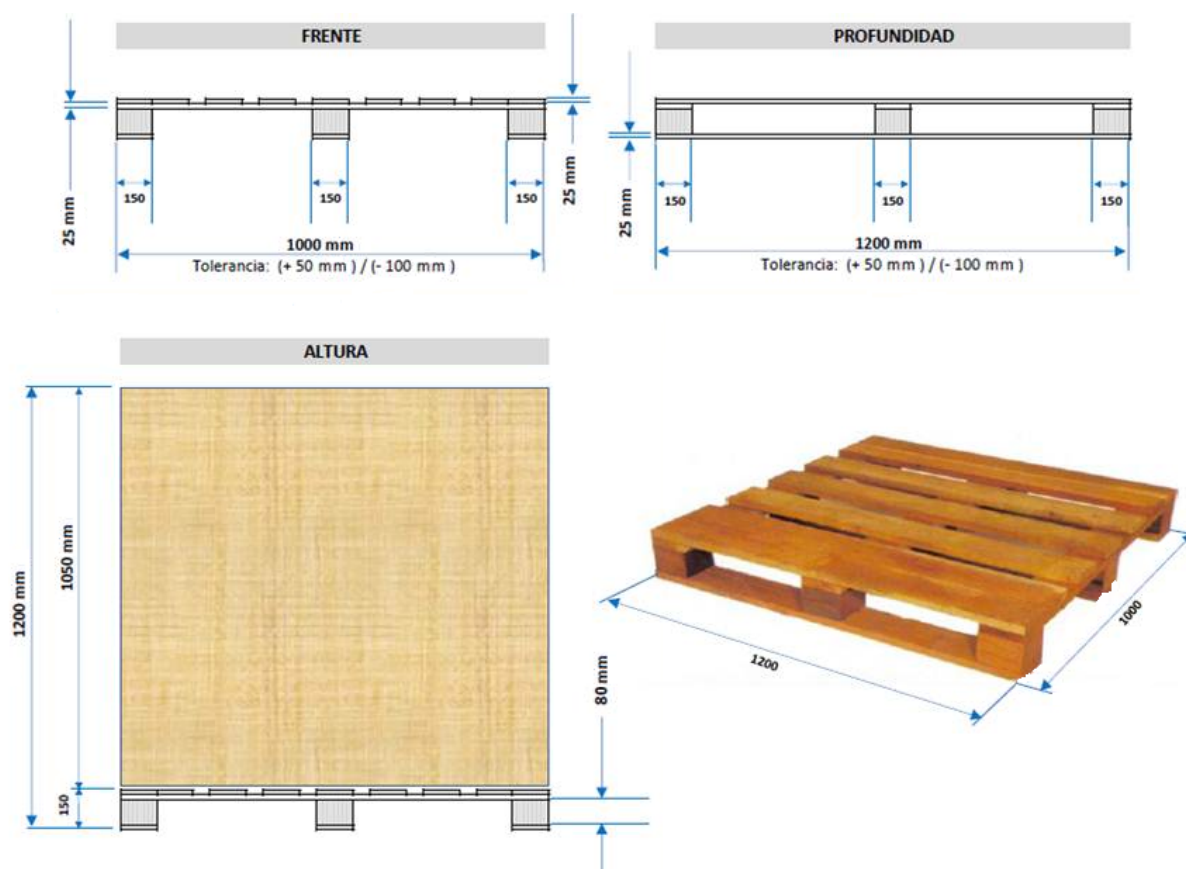 FRENTE
PROFUNDIDAD
25 mm
150
150
150
25 mm
1000 mm
Tolerancia: (+ 50 mm ) / (- 100 mm )
25 mm
150
150
150
1200 mm
Tolerancia: (+ 50 mm ) / (- 100 mm )
ALTURA
1200 mm
1050 mm
150
80 mm
1200
1000